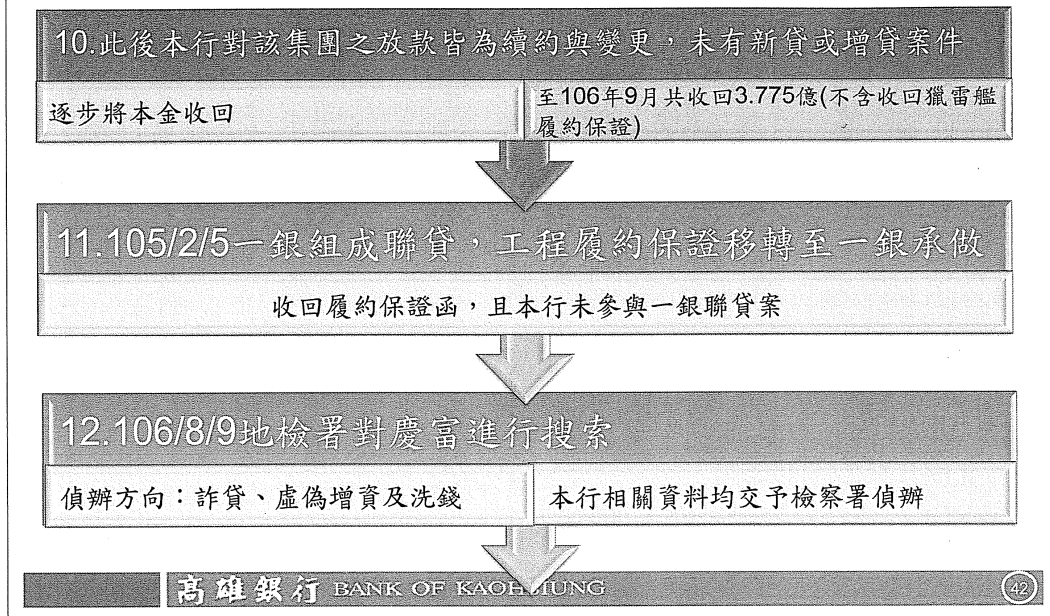 10.此後本行對該集團之放款皆為續約與變更，未有新貸或增貸案件
逐步將本金收回
至106年9月共收回3.775億(不含收回獵雷艦
履約保證)
11.105/2/5一銀組成聯貸，工程履約保證移轉至一銀承做
收回履約保證函，且本行未參與一銀聯貸案
12.106/8/9地檢署對慶富進行搜索
偵辦方向：詐貸、虛偽增資及洗錢
本行相關資料均交予檢察署偵辦
高雄銀行 BANK OF KAOHSIUNG
42